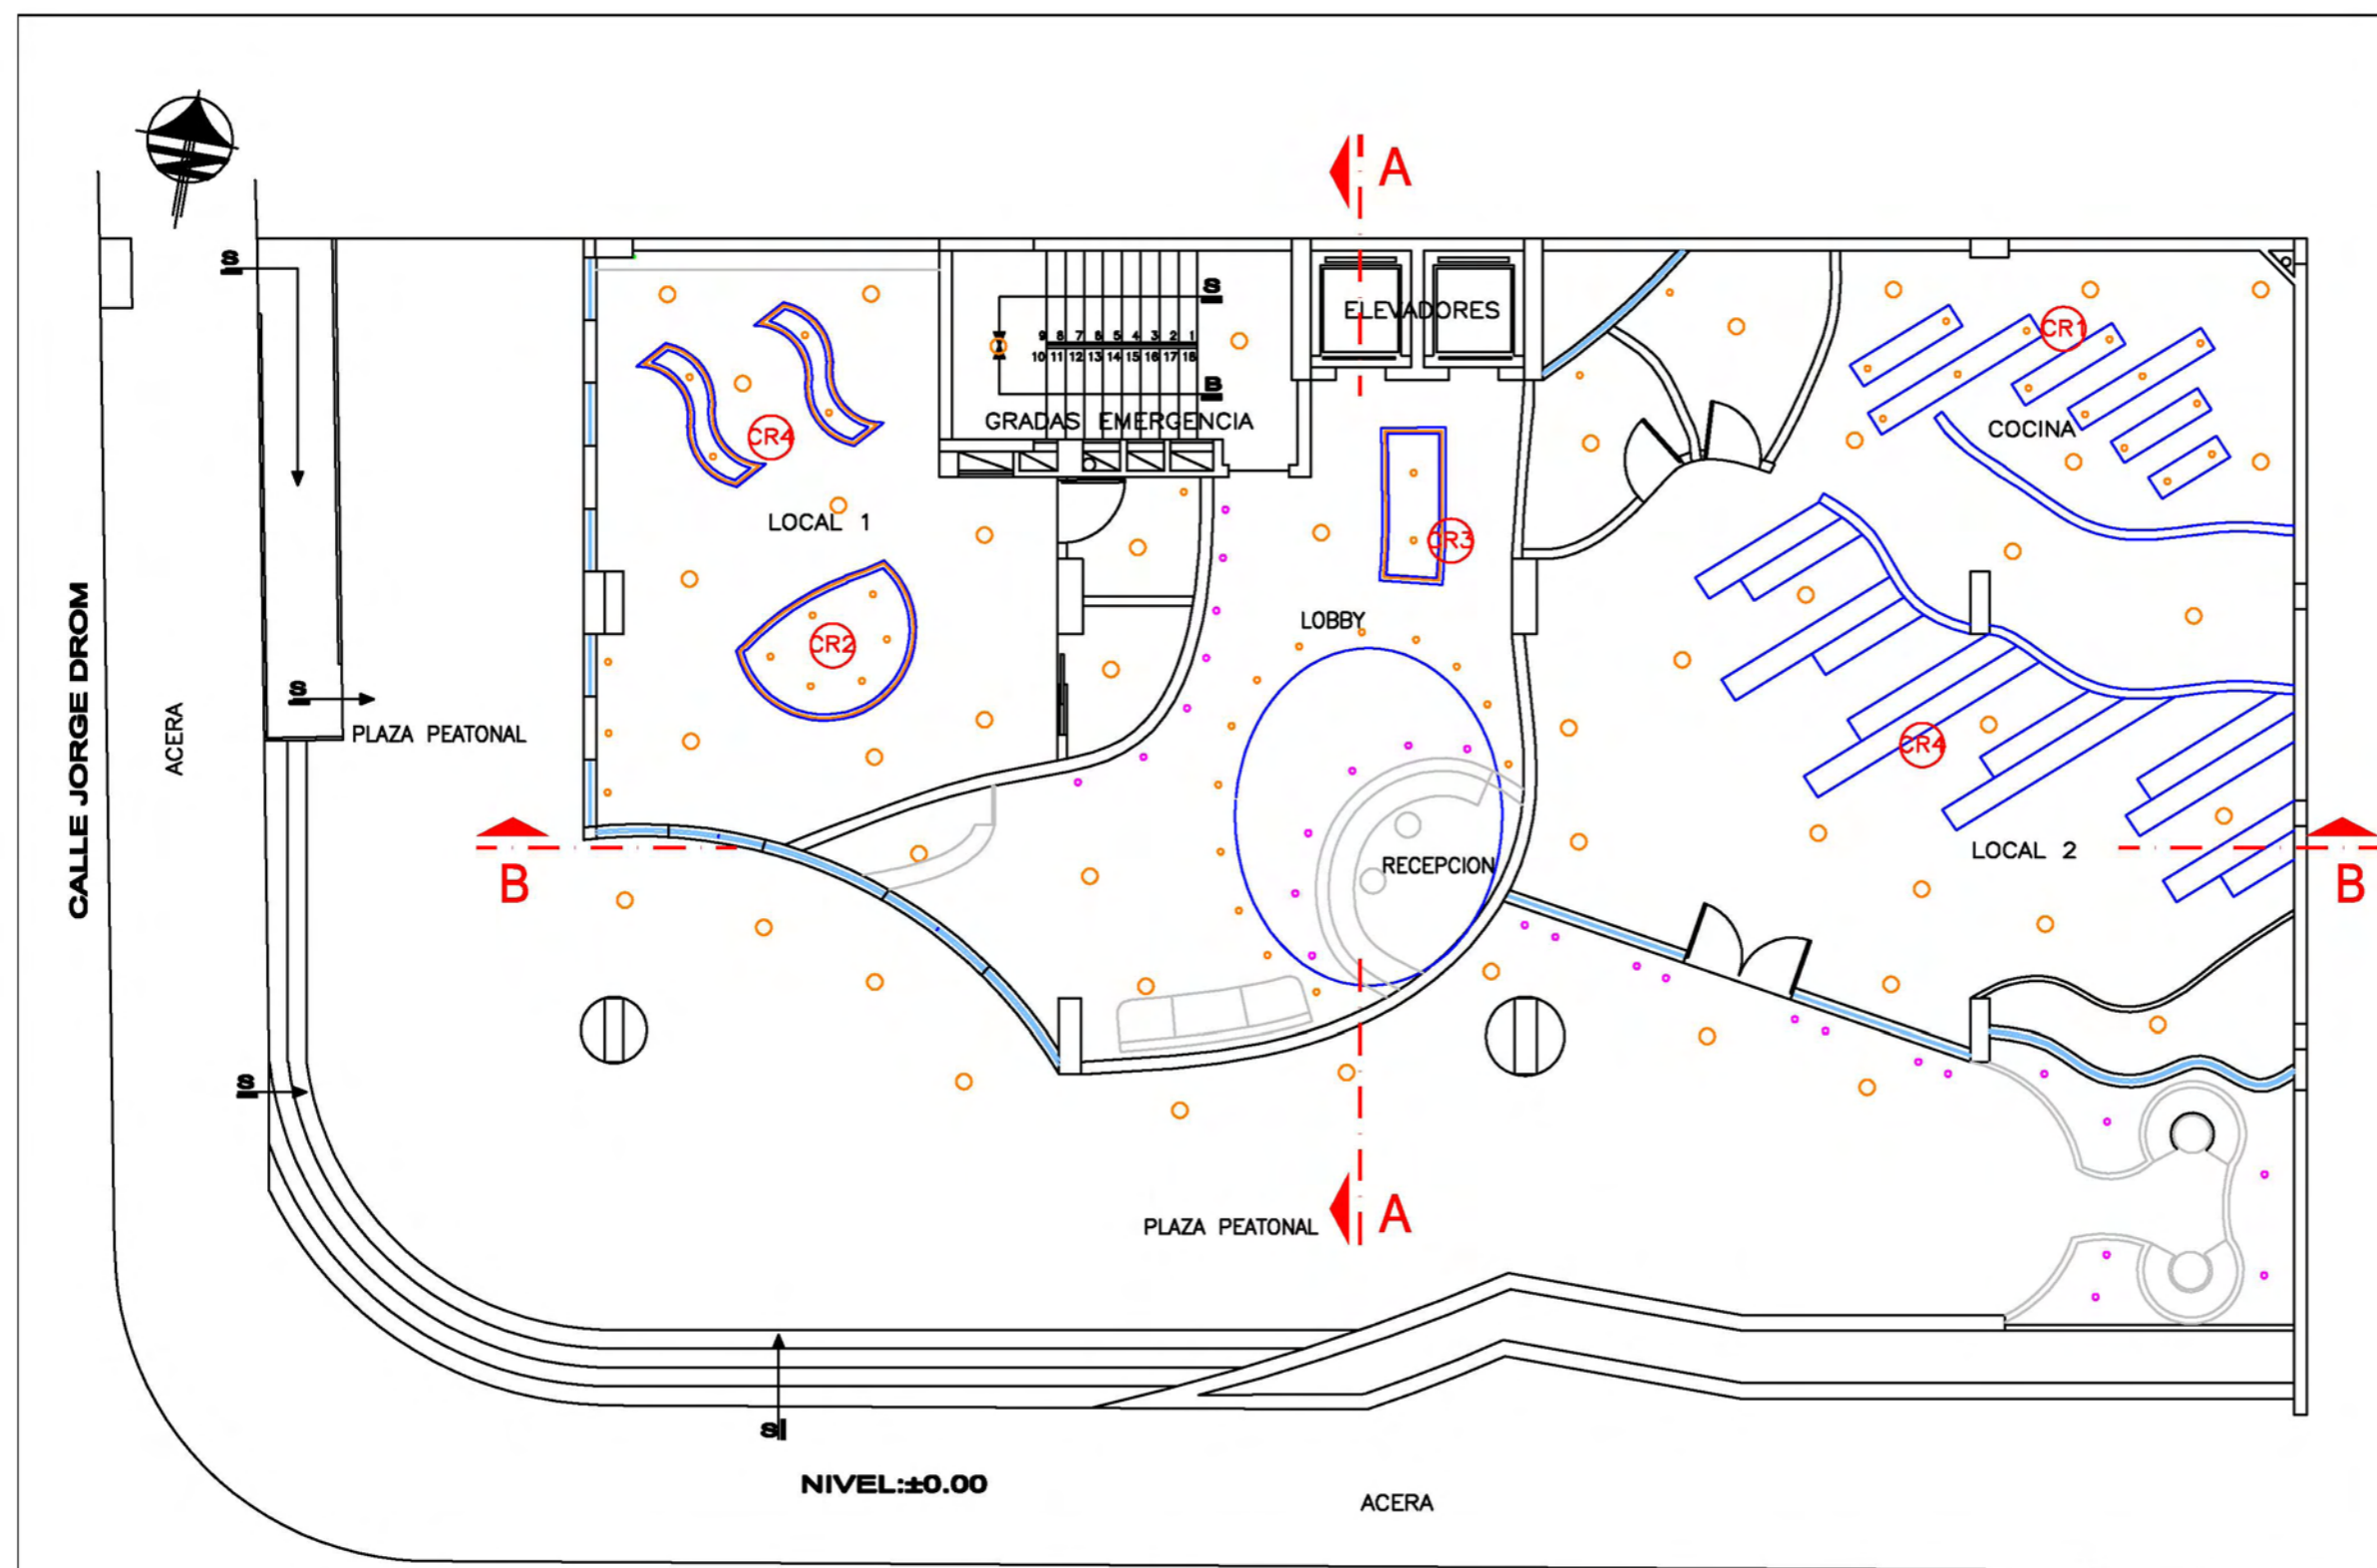 A
S
S
ELEVADORES
CR1
9 8 7 6 5 4 3 2 1
10 11 12 13 14 15 16 17 18
B
GRADAS EMERGENCIA
COCINA
CR4
LOCAL 1
CR3
LOBBY
CR2
S
PLAZA PEATONAL
ACERA
CALLE JORGE DROM
CR4
LOCAL 2
RECEPCION
B
B
S
PLAZA PEATONAL
A
S
NIVEL:±0.00
ACERA